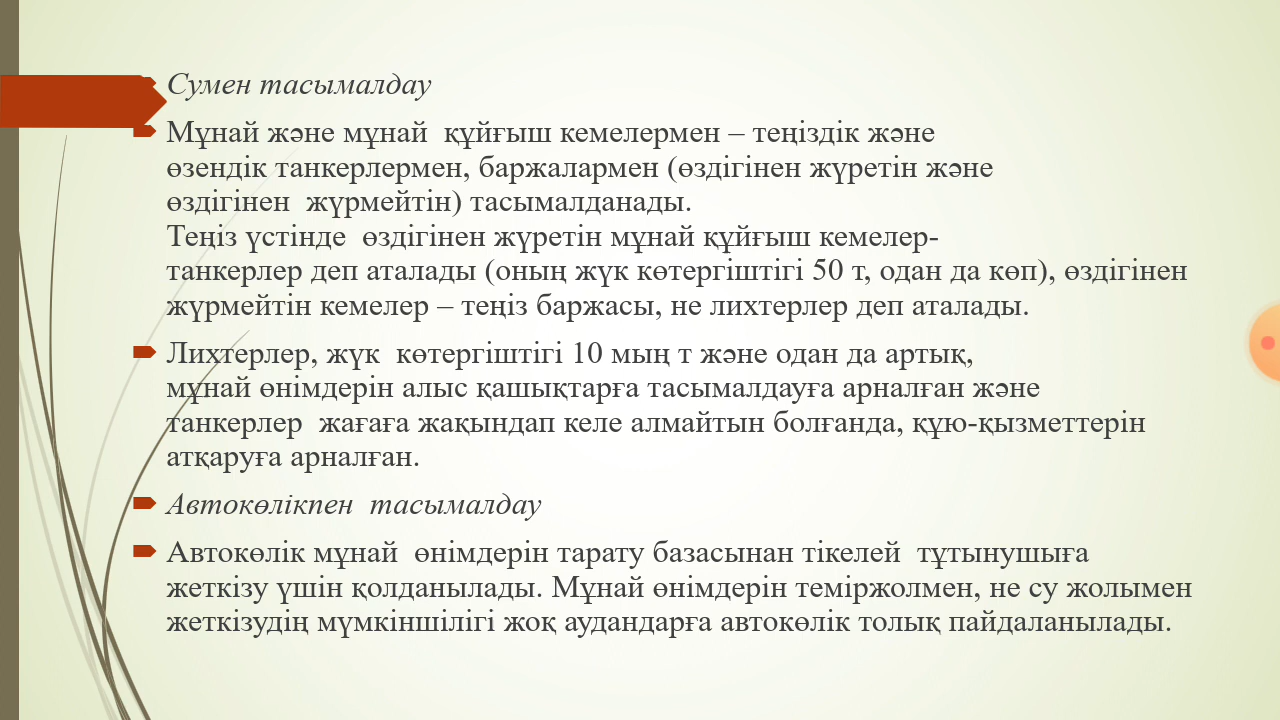 Сумен тасымалдау
Мұнай және мұнай  құйғыш кемелермен – теңіздік және
өзендік танкерлермен, баржалармен (өздігінен жүретін және
өздігінен  жүрмейтін) тасымалданады.
Теңіз үстінде  өздігінен жүретін мұнай құйғыш кемелер-
танкерлер деп аталады (оның жүк көтергіштігі 50 т, одан да көп), өздігінен
жүрмейтін кемелер – теңіз баржасы, не лихтерлер деп аталады.
Лихтерлер, жүк  көтергіштігі 10 мың т және одан да артық,
мұнай өнімдерін алыс қашықтарға тасымалдауға арналған және
танкерлер  жағаға жақындап келе алмайтын болғанда, құю-қызметтерін
атқаруға арналған.
Автокөлікпен  тасымалдау
Автокөлік мұнай  өнімдерін тарату базасынан тікелей  тұтынушыға
жеткізу үшін қолданылады. Мұнай өнімдерін теміржолмен, не су жолымен
жеткізудің мүмкіншілігі жоқ аудандарға автокөлік толық пайдаланылады.